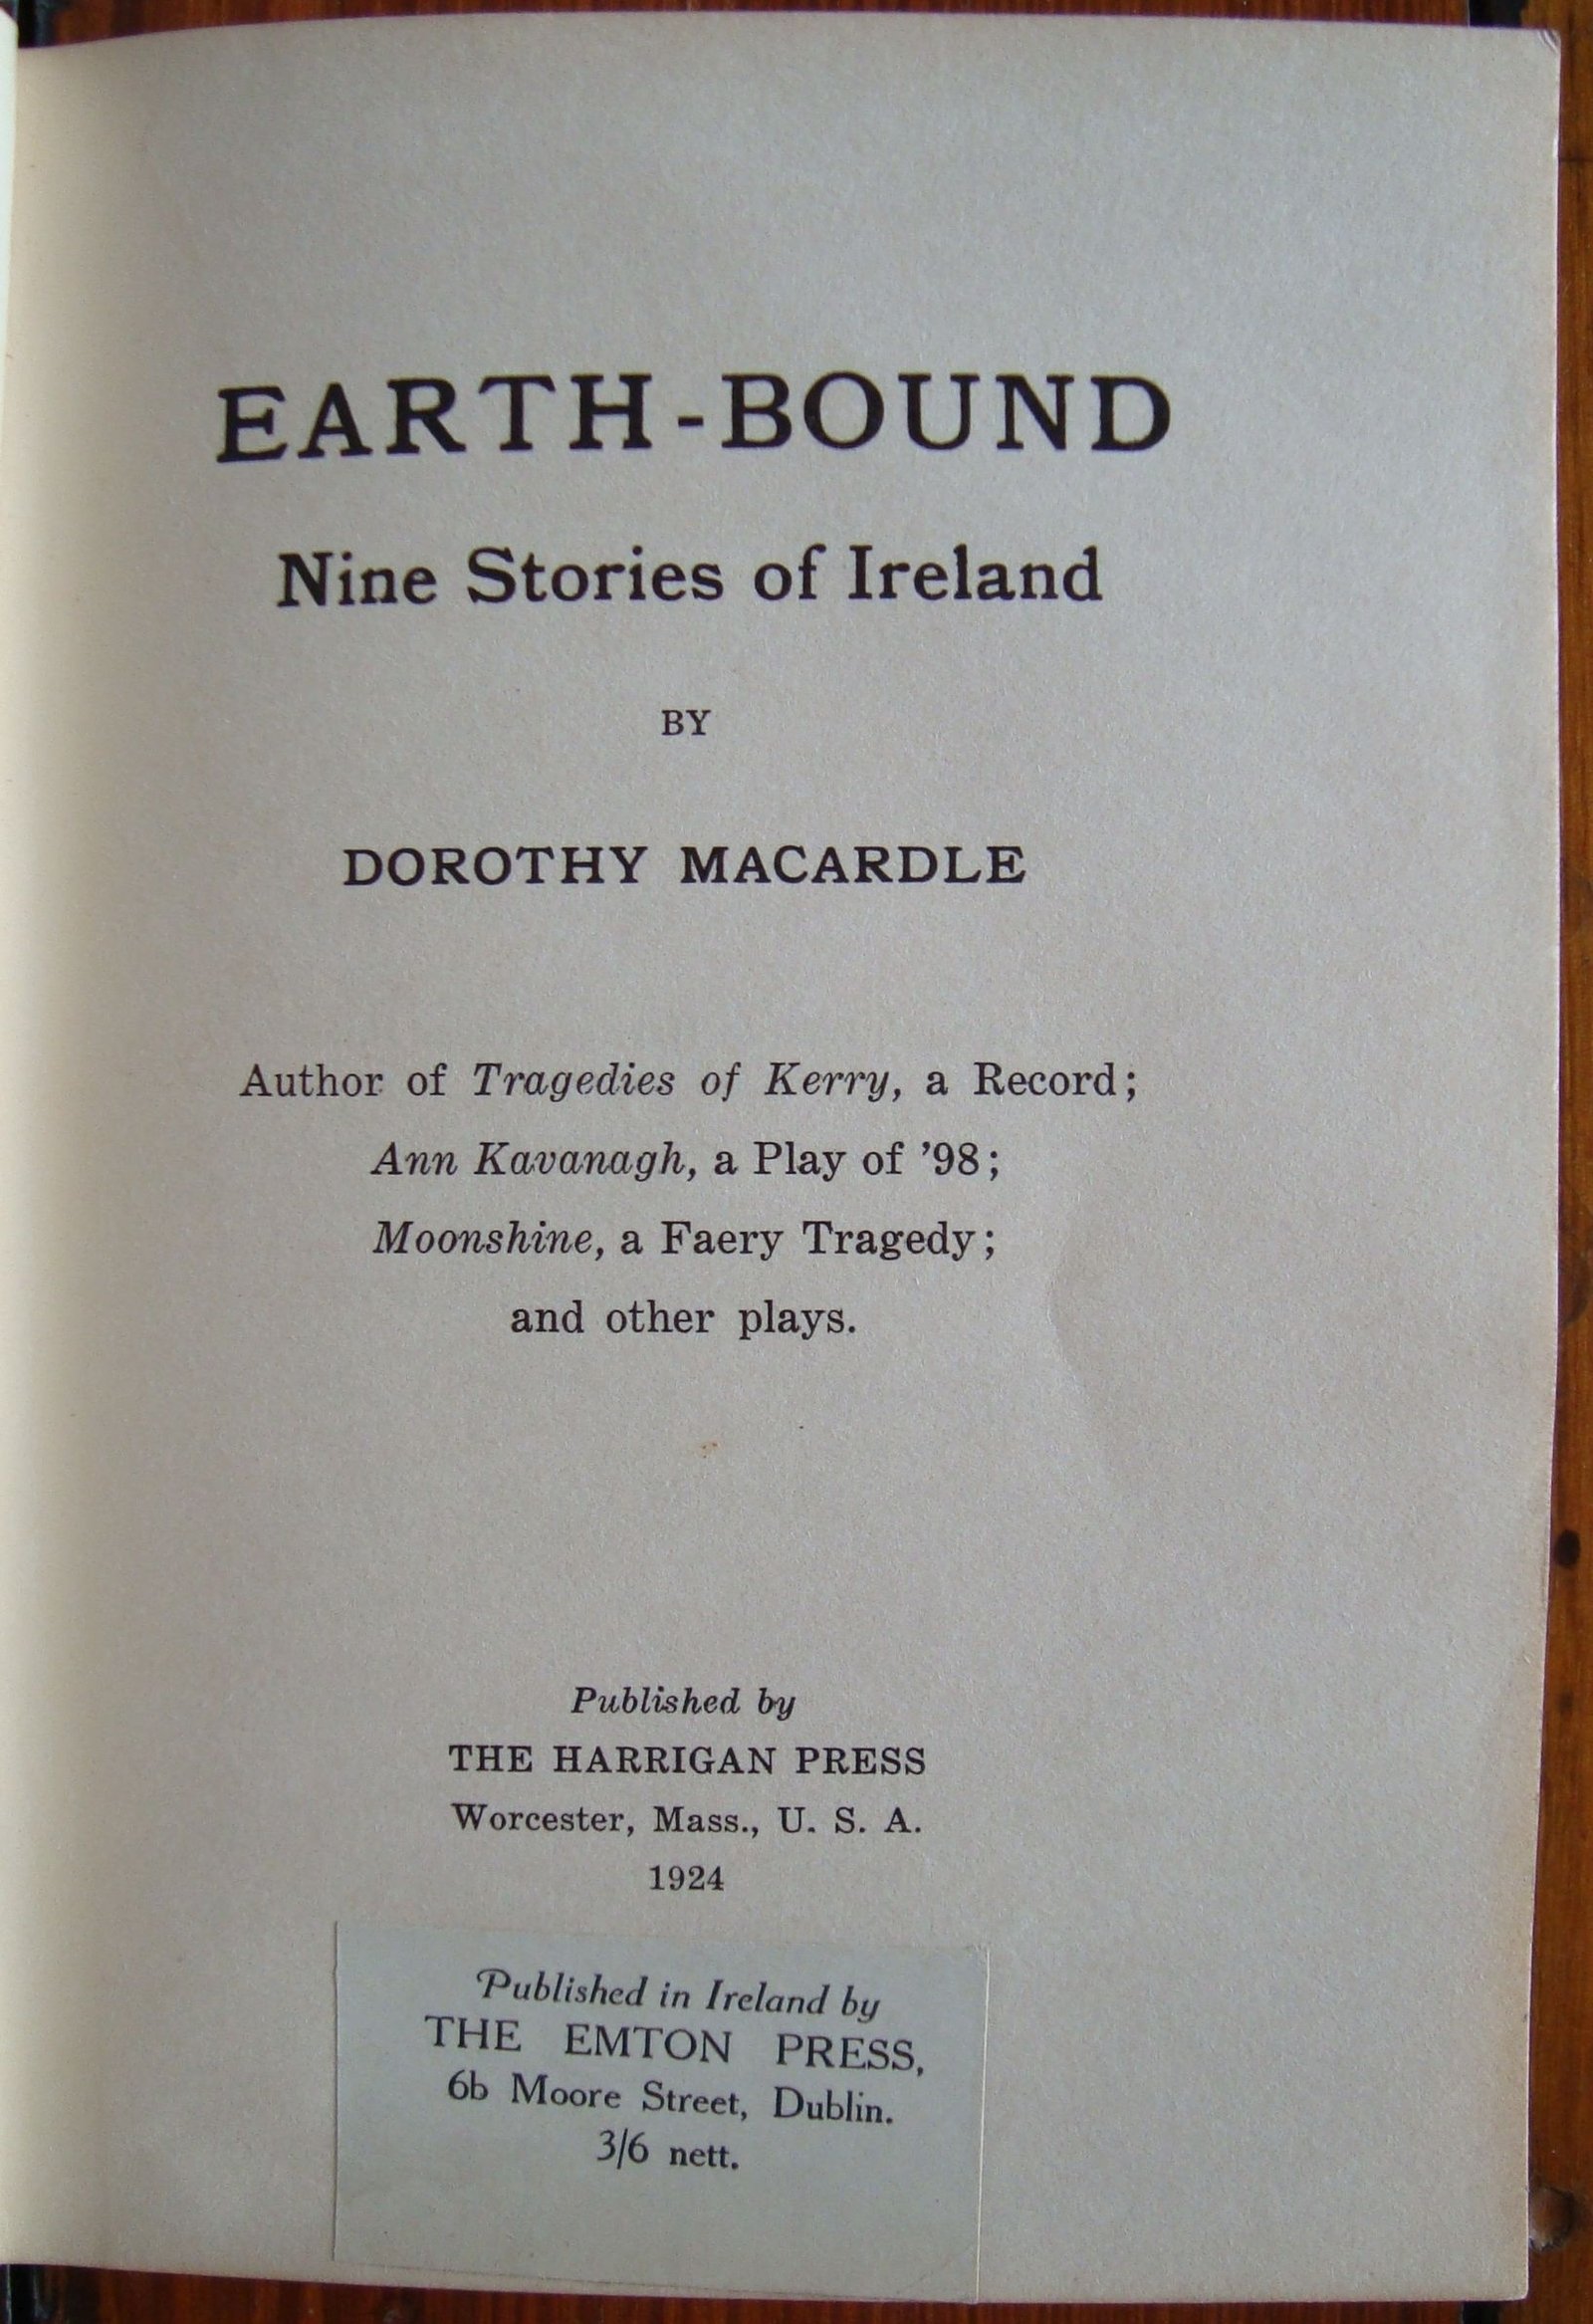 EARTH-BOUND
Nine Stories of Ireland
BY
DOROTHY MACARDLE
Author of Tragedies of Kerry, a Record;
Ann Kavanagh, a Play of '98;
Moonshine, a Faery Tragedy;
and other plays.
Published by
THE HARRIGAN PRESS
Worcester, Mass., U. S. A.
1924
Published in Ireland by
THE EMTON PRESS,
6b Moore Street, Dublin.
3/6 nett.